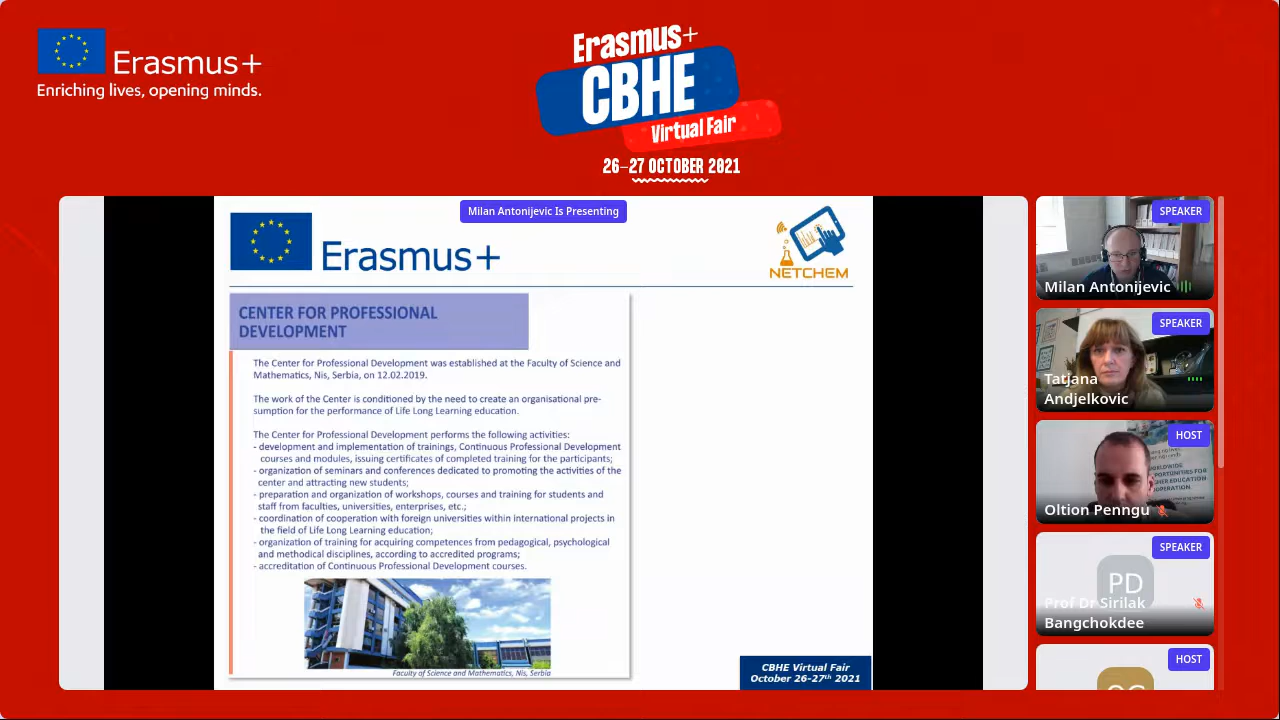 Erasmus+
Enriching lives, opening minds.
Erasmus+
CBHE
Virtual Fair
26–27 OCTOBER 2021
Milan Antonijevic Is Presenting
Erasmus+
NETCHEM
CENTER FOR PROFESSIONAL
DEVELOPMENT
The Center for Professional Development was established at the Faculty of Science and
Mathematics, Nis, Serbia, on 12.02.2019.
The work of the Center is conditioned by the need to create an organisational pre-
sumption for the performance of Life Long Learning education.
The Center for Professional Development performs the following activities:
- development and implementation of trainings, Continuous Professional Development
courses and modules, issuing certificates of completed training for the participants;
- organization of seminars and conferences dedicated to promoting the activities of the
center and attracting new students;
- preparation and organization of workshops, courses and training for students and
staff from faculties, universities, enterprises, etc.;
- coordination of cooperation with foreign universities within international projects in
the field of Life Long Learning education;
- organization of training for acquiring competences from pedagogical, psychological
and methodical disciplines, according to accredited programs;
- accreditation of Continuous Professional Development courses.
Faculty of Science and Mathematics, Nis, Serbia
CBHE Virtual Fair
October 26-27th 2021
SPEAKER
Milan Antonijevic
SPEAKER
Tatjana
Andjelkovic
HOST
Oltion Penngu
SPEAKER
PD
Prof Dr Sirilak
Bangchokdee
HOST